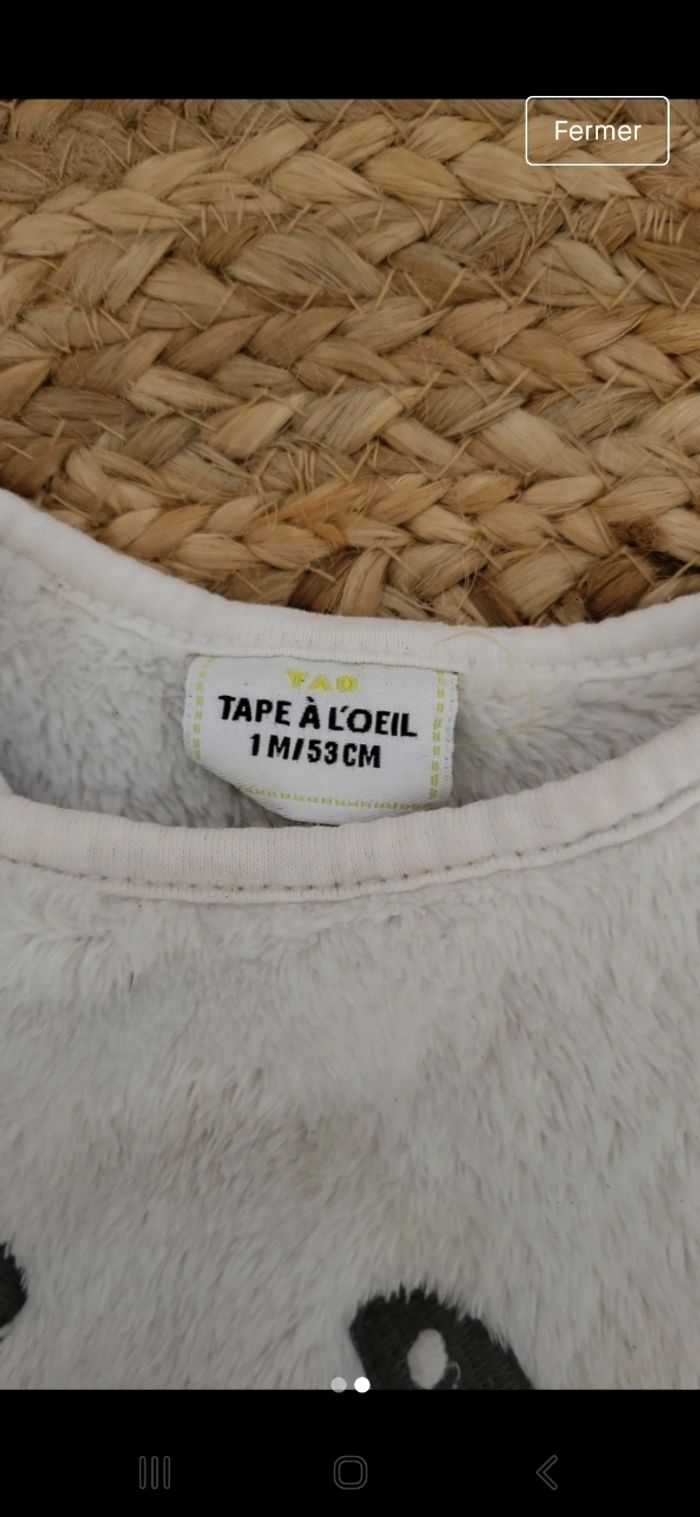 Fermer
TAO
TAPE À L'OEIL
1 M/53 CM